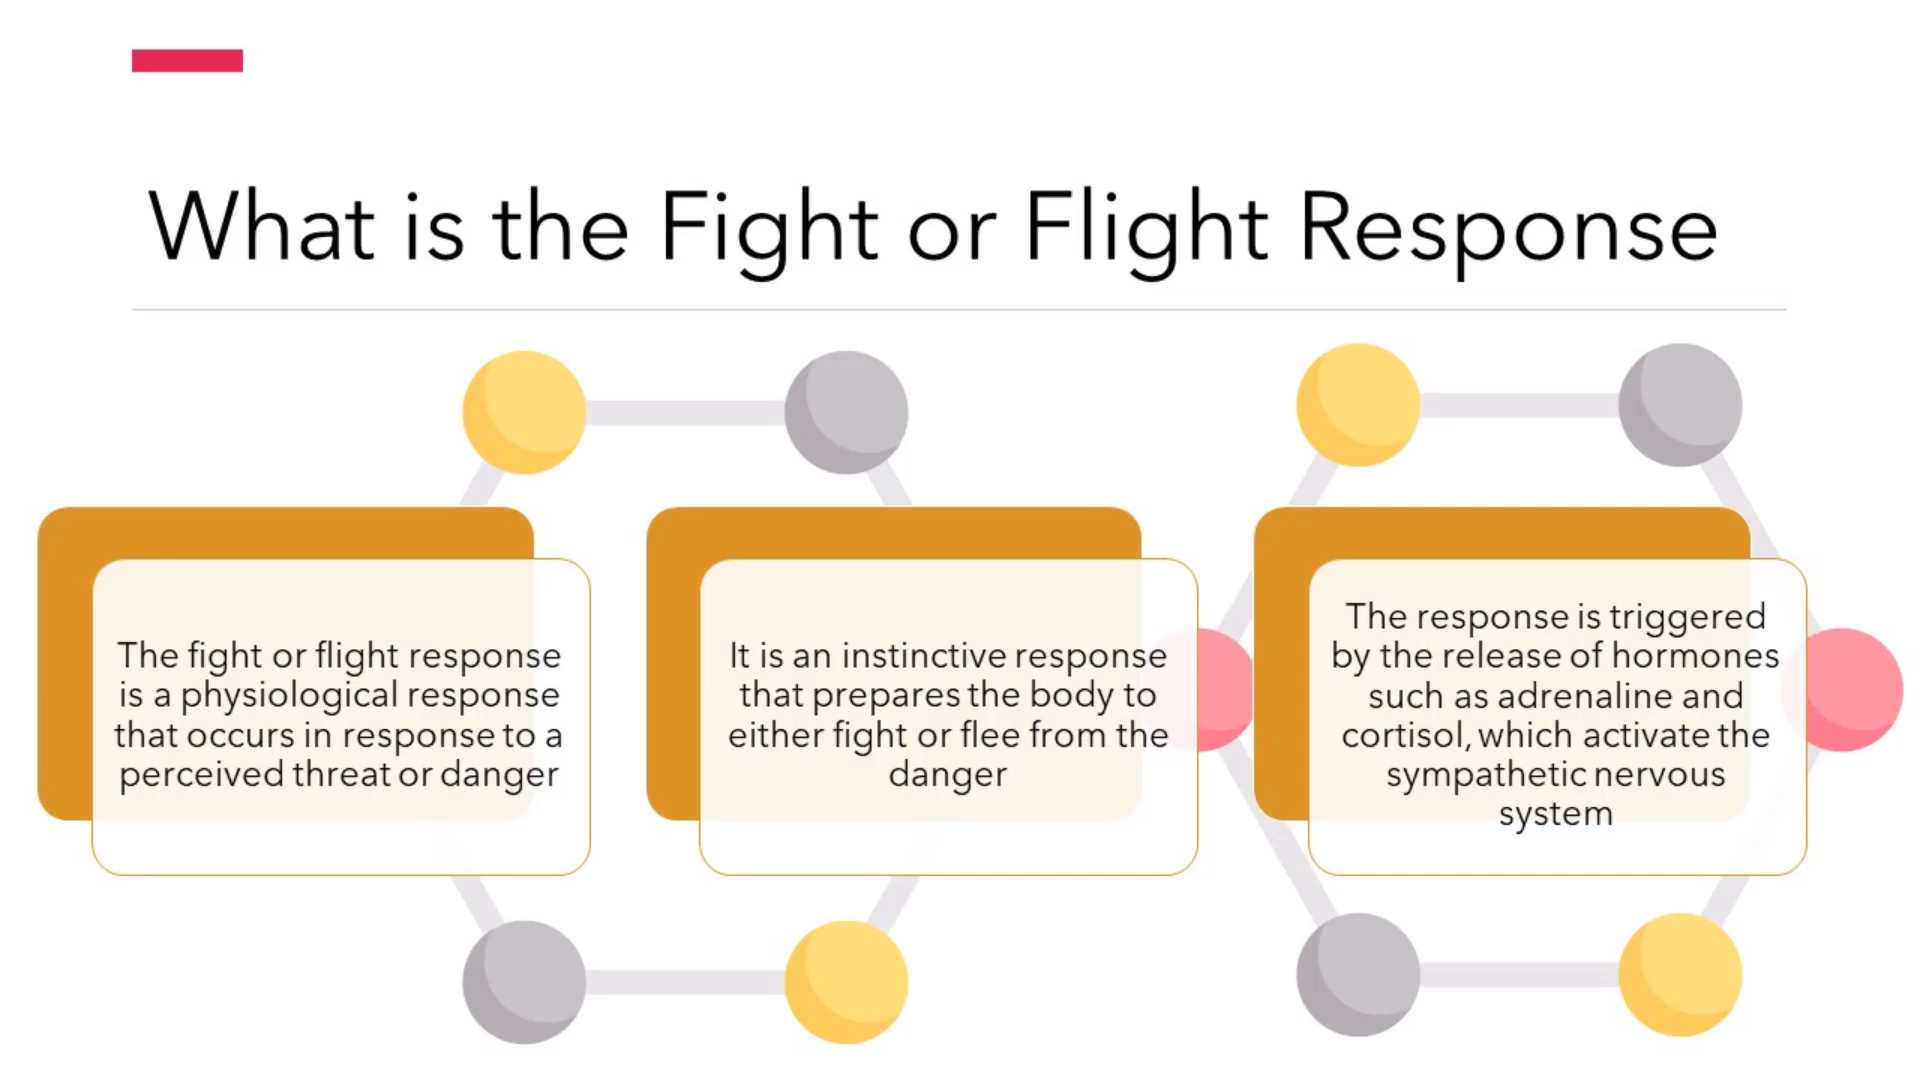 What is the Fight or Flight Response
The fight or flight response
is a physiological response
that occurs in response to a
perceived threat or danger
It is an instinctive response
that prepares the body to
either fight or flee from the
danger
The response is triggered
by the release of hormones
such as adrenaline and
cortisol, which activate the
sympathetic nervous
system